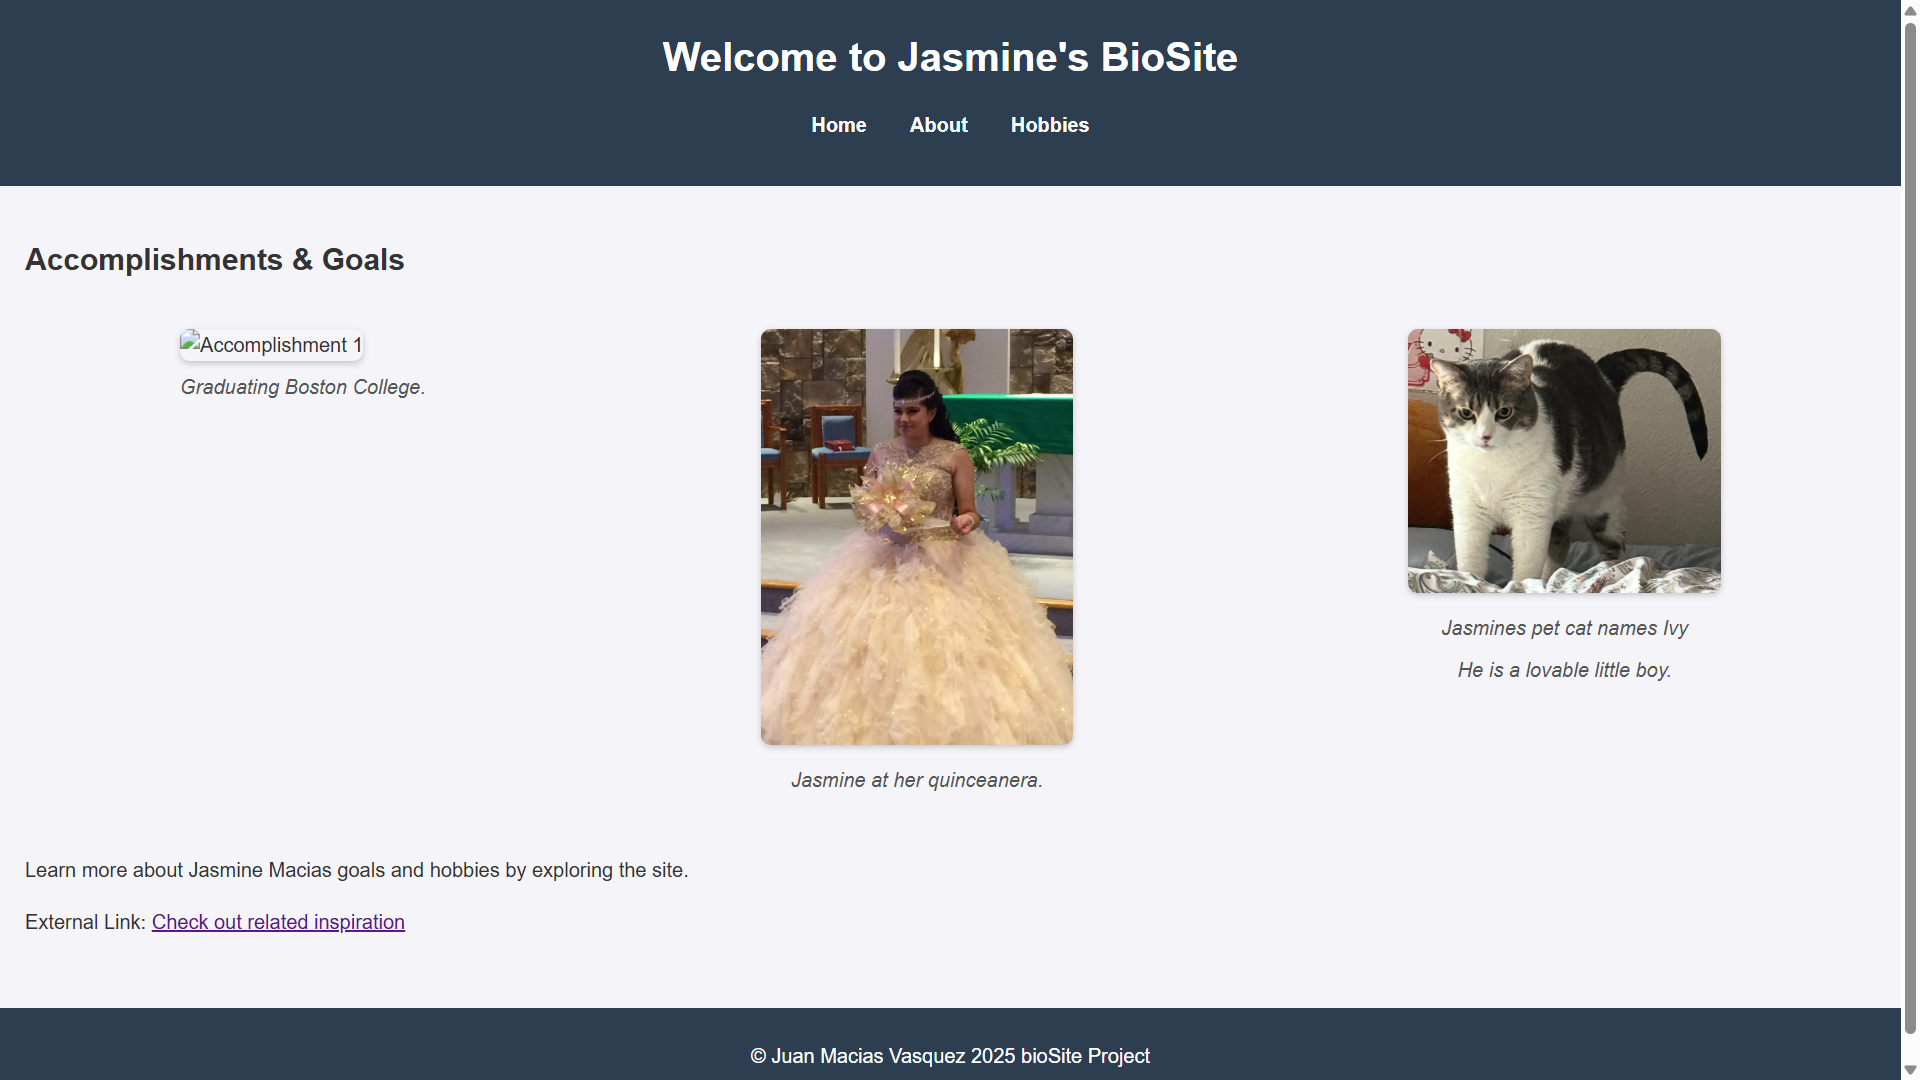 Welcome to Jasmine's BioSite
Home About Hobbies
Accomplishments & Goals
Accomplishment 1
Graduating Boston College.
Jasmine at her quinceanera.
Jasmines pet cat names Ivy
He is a lovable little boy.
Learn more about Jasmine Macias goals and hobbies by exploring the site.
External Link: Check out related inspiration
© Juan Macias Vasquez 2025 bioSite Project